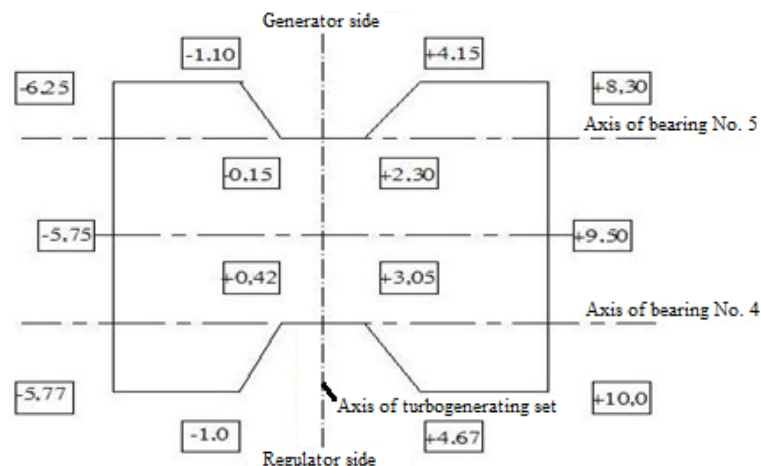 Generator side
-1.10
+4.15
-6.25
+8,30
Axis of bearing No. 5
-0.15
+2.30
-5.75
+9.50
+0,42
+3,05
Axis of bearing No. 4
-5.77
Axis of turbogenerating set
+10,0
-1.0
+4.67
Regulator side